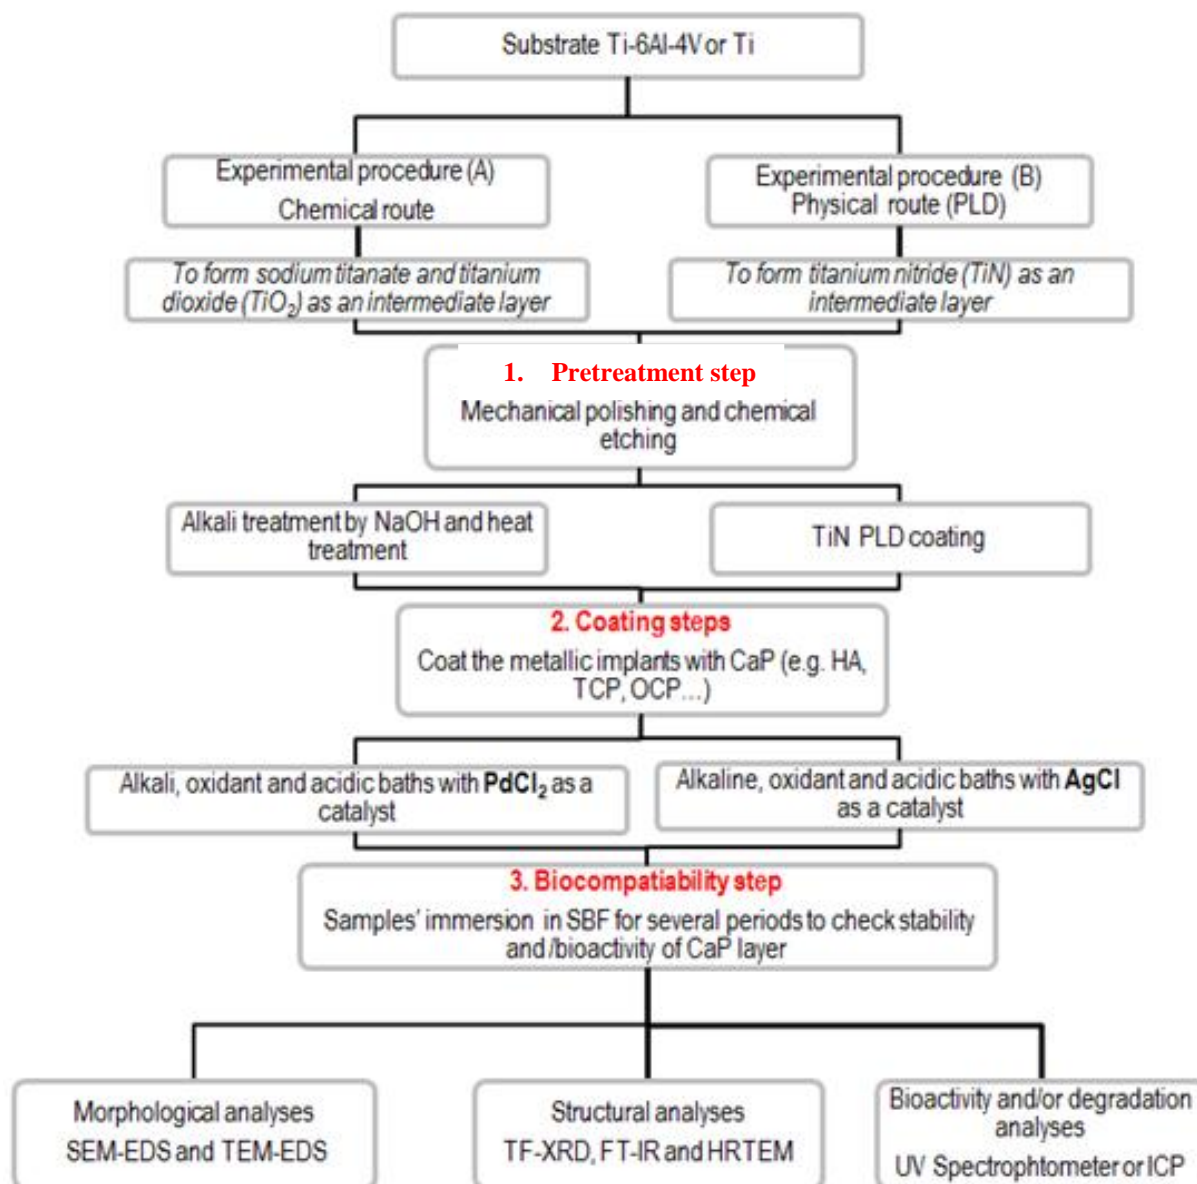 Substrate Ti-6Al-4V or Ti
Experimental procedure (A)
Chemical route
Experimental procedure (B)
Physical route (PLD)
To form sodium titanate and titanium
dioxide (TiO₂) as an intermediate layer
To form titanium nitride (TiN) as an
intermediate layer
1. Pretreatment step
Mechanical polishing and chemical
etching
Alkali treatment by NaOH and heat
treatment
TiN PLD coating
2. Coating steps
Coat the metallic implants with CaP (e.g. HA,
TCP, OCP…)
Alkali, oxidant and acidic baths with PdCl₂ as a
catalyst
Alkaline, oxidant and acidic baths with AgCl
as a catalyst
3. Biocompatiability step
Samples' immersion in SBF for several periods to check stability
and /bioactivity of CaP layer
Morphological analyses
SEM-EDS and TEM-EDS
Structural analyses
TF-XRD, FT-IR and HRTEM
Bioactivity and/or degradation
analyses
UV Spectrophtometer or ICP